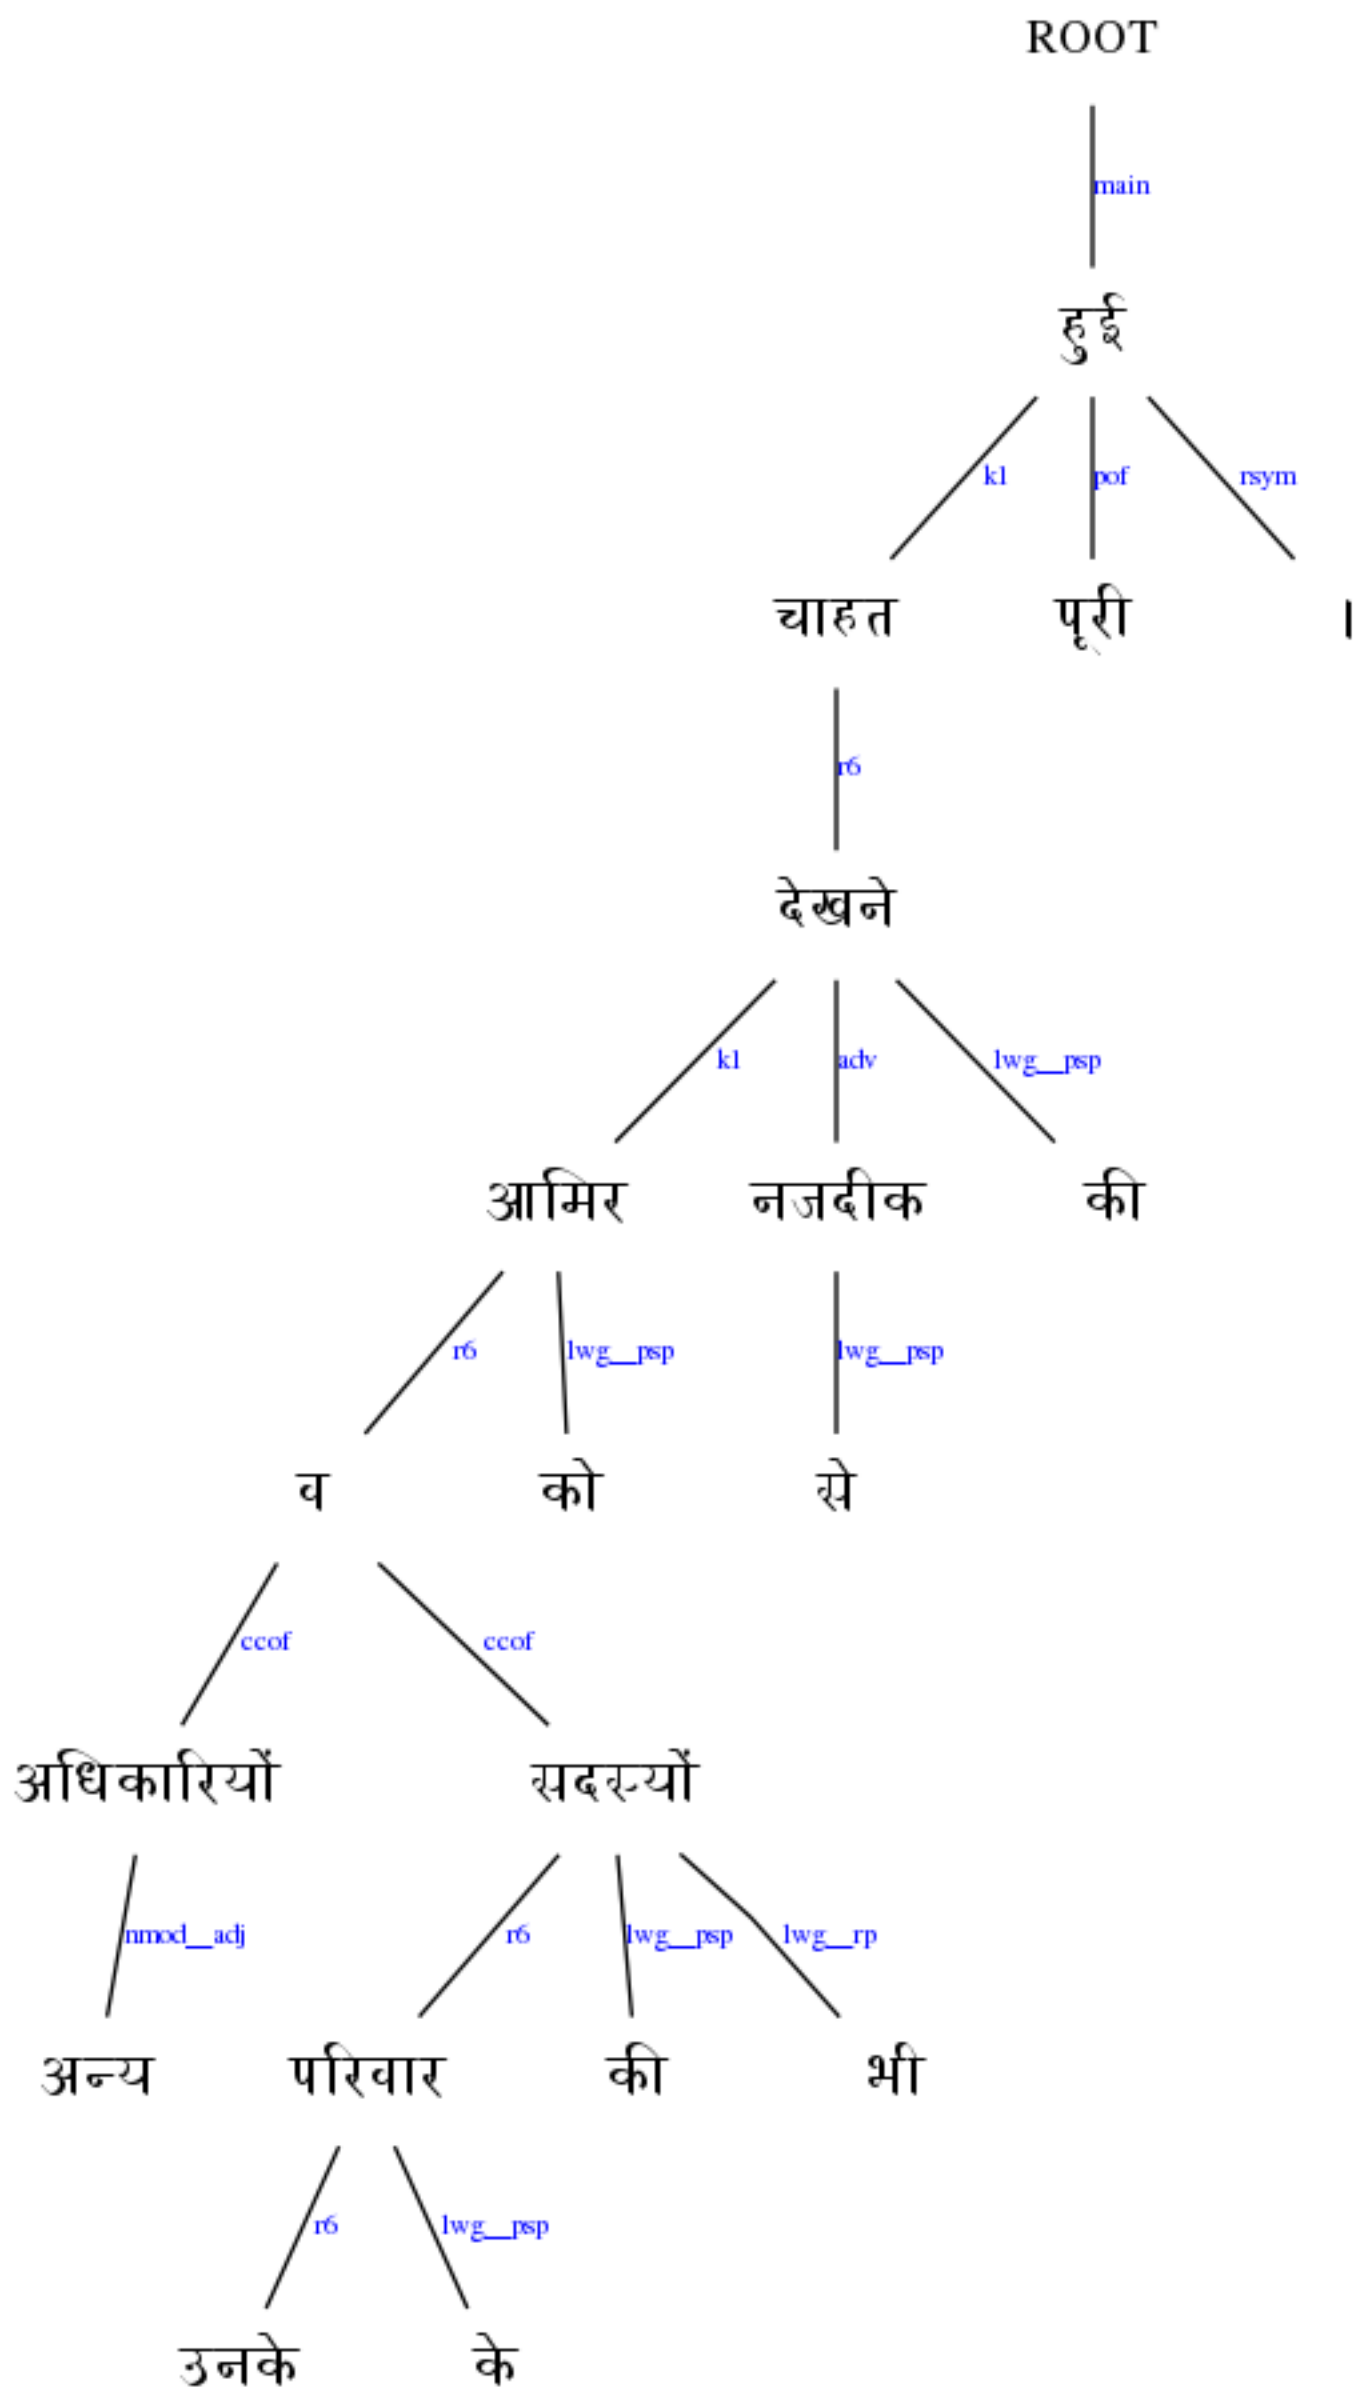 ROOT
main
हुई
k1 pof rsym
चाहत पूरी ।
r6
देखने
k1 adv lwg__psp
आमिर नजदीक की
r6 lwg__psp lwg__psp
व को से
ccof ccof
अधिकारियों सदस्यों
nmod__adj r6 lwg__psp lwg__rp
अन्य परिवार की भी
r6 lwg__psp
उनके के